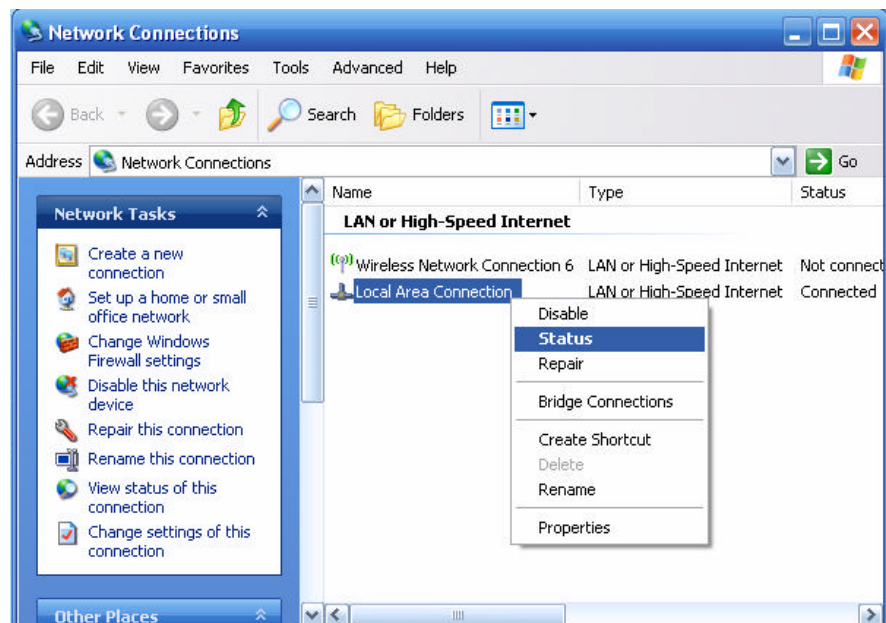 Network Connections
File Edit View Favorites Tools Advanced Help
Back Search Folders
Address Network Connections Go
Network Tasks
Create a new
connection
Set up a home or small
office network
Change Windows
Firewall settings
Disable this network
device
Repair this connection
Rename this connection
View status of this
connection
Change settings of this
connection
Other Places
Name Type Status
LAN or High-Speed Internet
Wireless Network Connection 6 LAN or High-Speed Internet Not connect
Local Area Connection LAN or High-Speed Internet Connected
Disable
Status
Repair
Bridge Connections
Create Shortcut
Delete
Rename
Properties